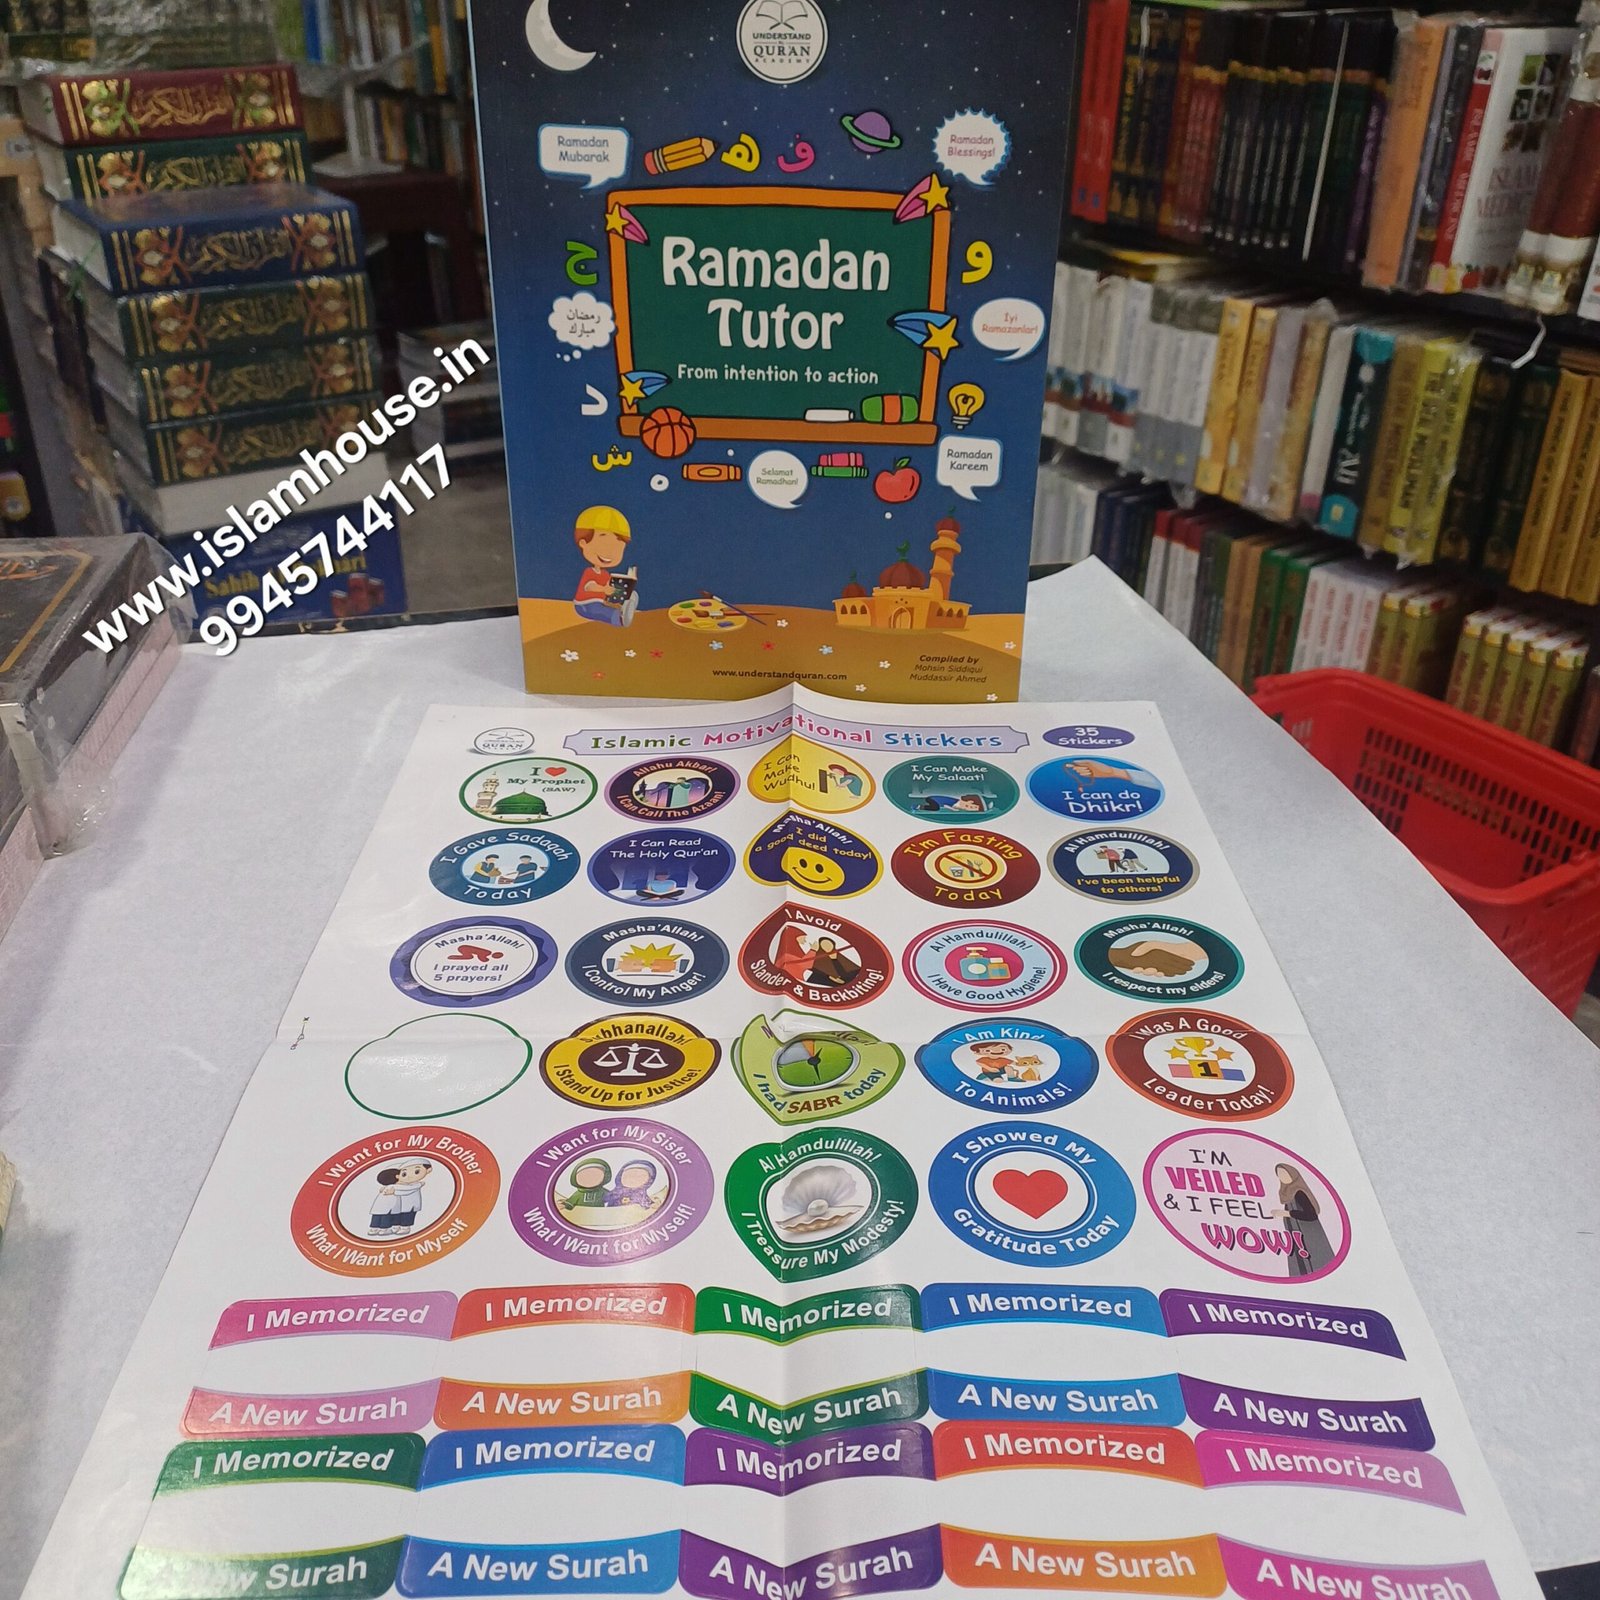 UNDERSTAND
QURAN
ACADEMY
Ramadan
Mubarak
Ramadan
Blessings!
Ramadan
Tutor
From intention to action
رمضان
مبارك
İyi
Ramazanlar!
Selamat
Ramadhan!
Ramadan
Kareem
ه
ف
ج
و
د
ش
www.understandquran.com
Compiled by
Mohsin Siddiqui
Muddassir Ahmed
www.islamhouse.in
9945744117
QURAN
Islamic Motivational Stickers
35
Stickers
I ❤
My Prophet
(SAW)
Allahu Akbar!
I Can Call The Azaan!
I Can
Make
Wudhu!
I Can Make
My Salaat!
I can do
Dhikr!
I Gave Sadaqah
Today
I Can Read
The Holy Qur'an
Masha'Allah!
I did
a good deed today!
I'm Fasting
Today
Al Hamdulillah!
I've been helpful
to others!
Masha'Allah!
I prayed all
5 prayers!
Masha'Allah!
I Control My Anger!
I Avoid
Slander & Backbiting!
Al Hamdulillah!
I Have Good Hygiene!
Masha'Allah!
I respect my elders!
Subhanallah!
I Stand Up for Justice!
I had SABR today
I Am Kind
To Animals!
I Was A Good
1
Leader Today!
I Want for My Brother
What I Want for Myself
I Want for My Sister
What I Want for Myself!
Al Hamdulillah!
I Treasure My Modesty!
I Showed My
Gratitude Today
I'M
VEILED
& I FEEL
WOW!
I Memorized I Memorized I Memorized I Memorized I Memorized
A New Surah A New Surah A New Surah A New Surah A New Surah
I Memorized I Memorized I Memorized I Memorized I Memorized
A New Surah A New Surah A New Surah A New Surah A New Surah